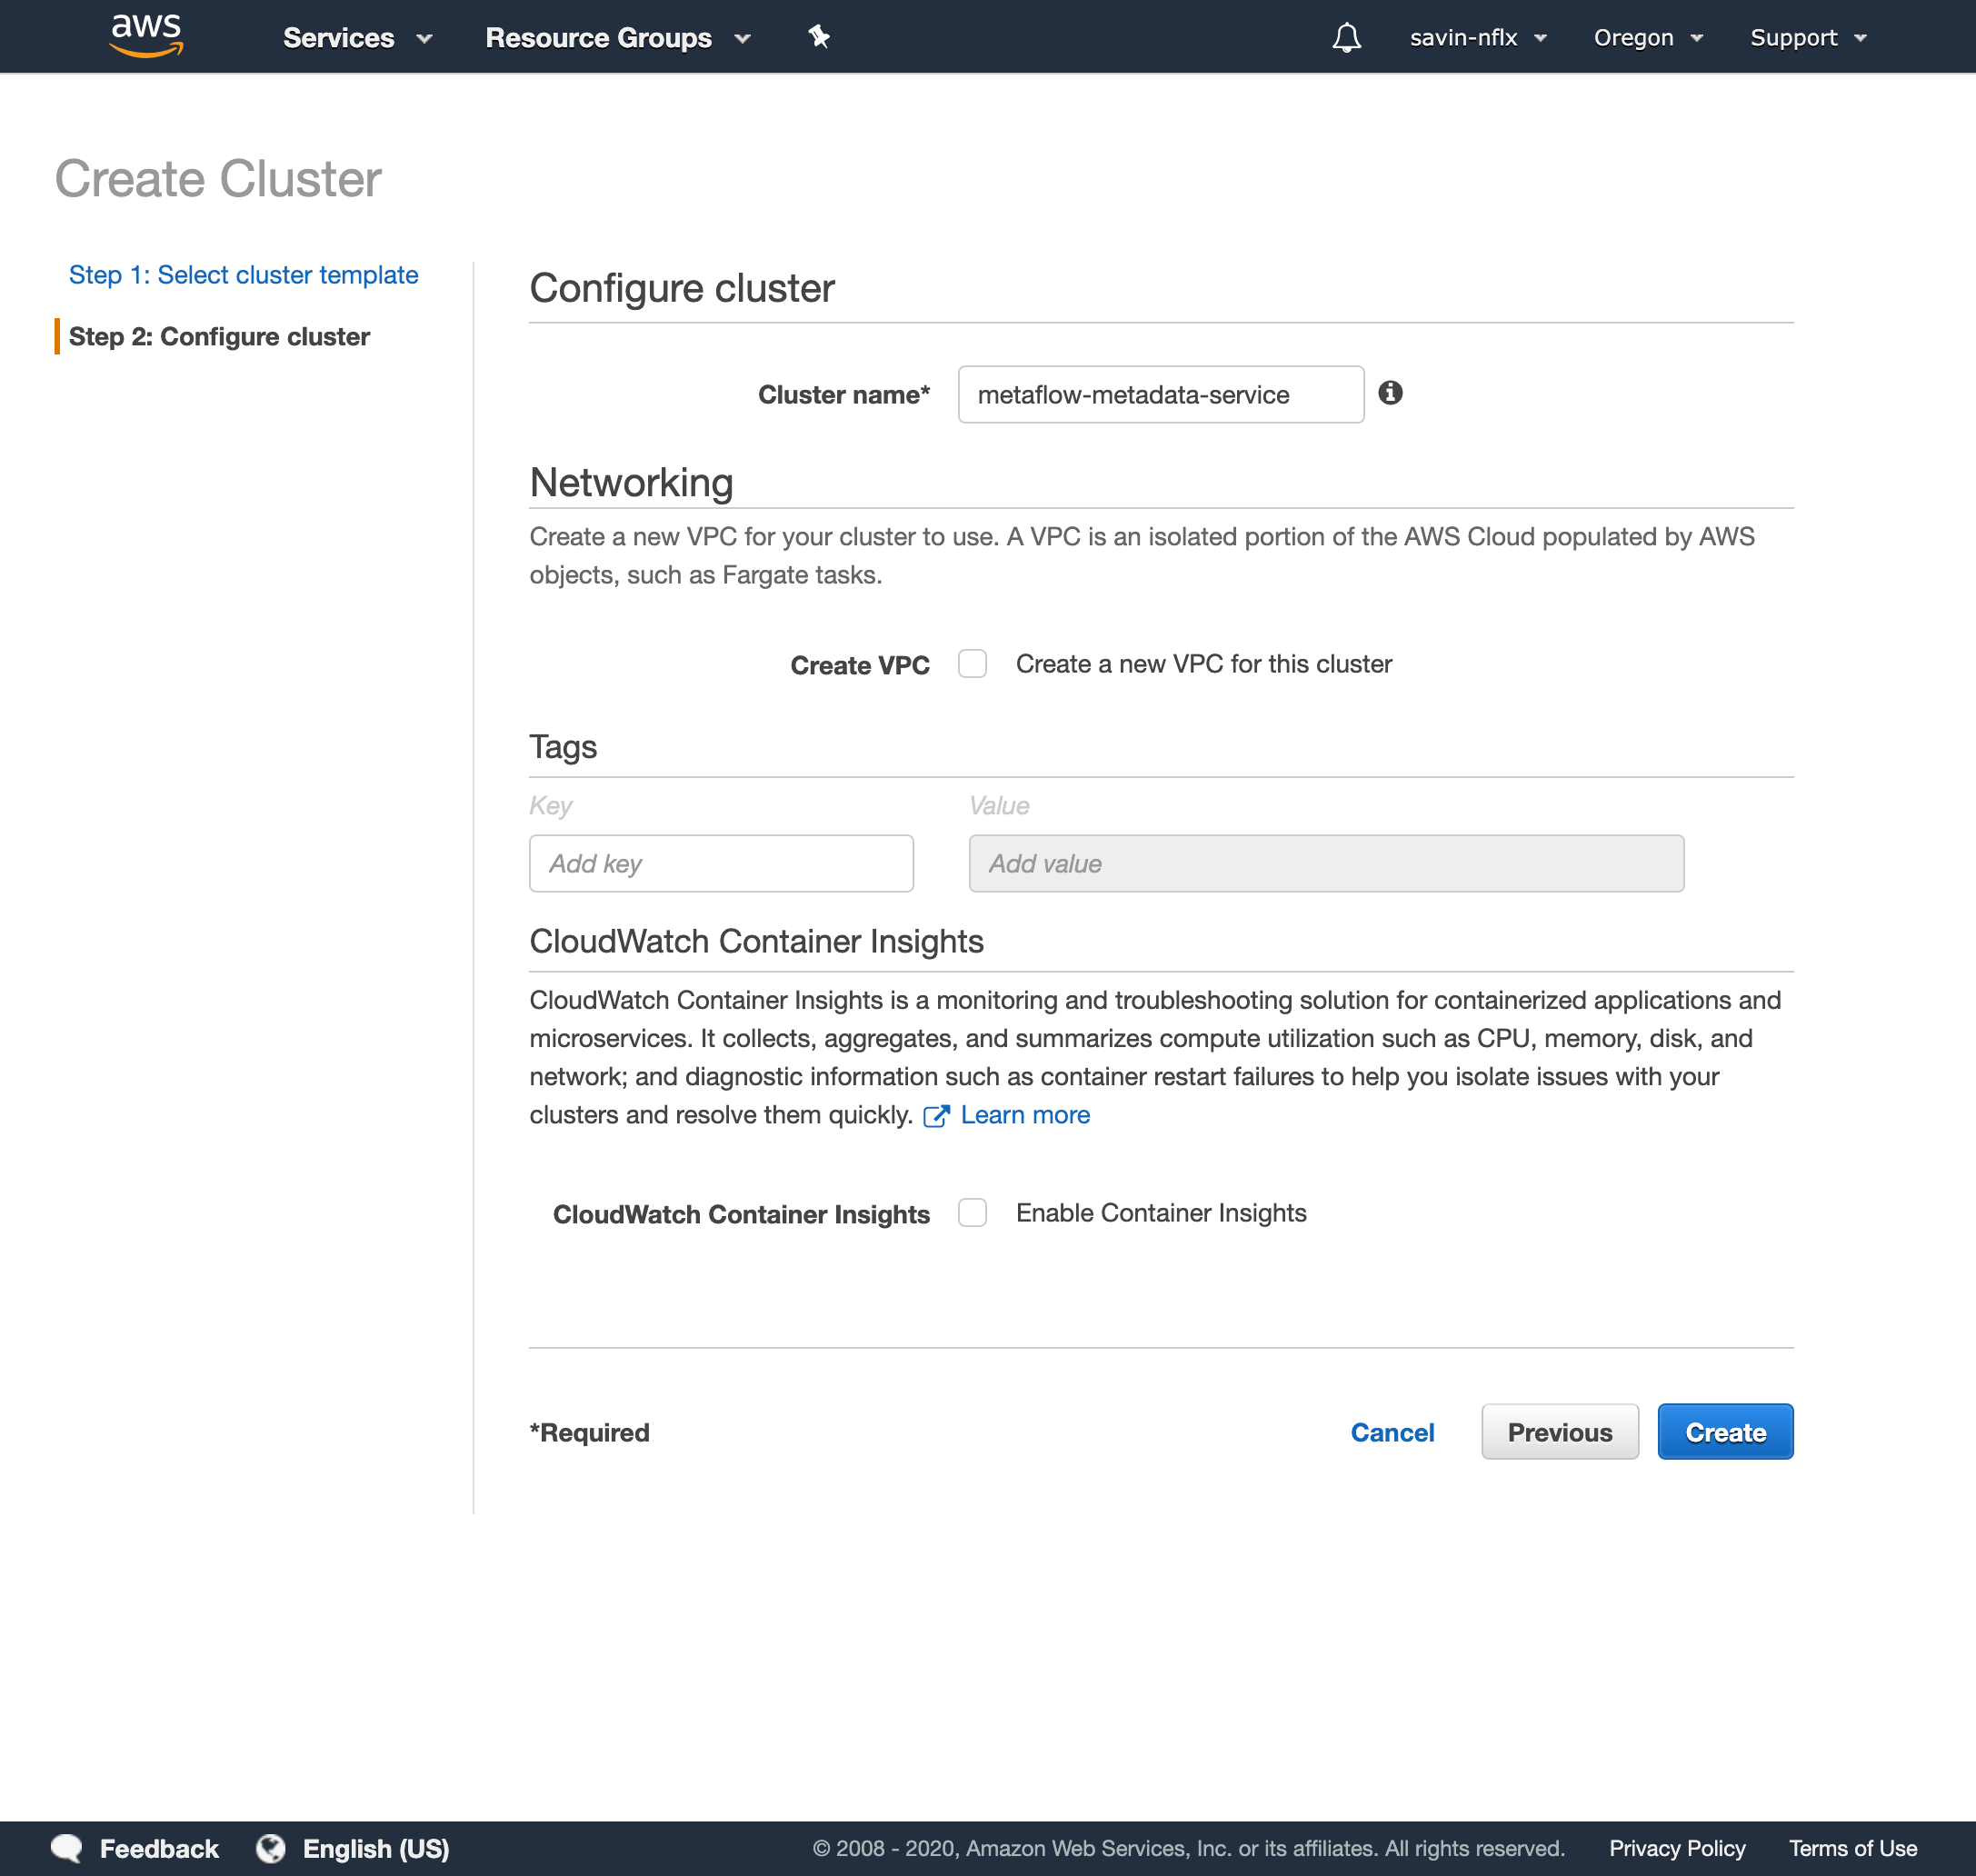 aws
Services
Resource Groups
savin-nflx
Oregon
Support
Create Cluster
Step 1: Select cluster template
Step 2: Configure cluster
Configure cluster
Cluster name*
metaflow-metadata-service
Networking
Create a new VPC for your cluster to use. A VPC is an isolated portion of the AWS Cloud populated by AWS
objects, such as Fargate tasks.
Create VPC
Create a new VPC for this cluster
Tags
Key
Value
Add key
Add value
CloudWatch Container Insights
CloudWatch Container Insights is a monitoring and troubleshooting solution for containerized applications and
microservices. It collects, aggregates, and summarizes compute utilization such as CPU, memory, disk, and
network; and diagnostic information such as container restart failures to help you isolate issues with your
clusters and resolve them quickly. Learn more
CloudWatch Container Insights
Enable Container Insights
*Required
Cancel
Previous
Create
Feedback
English (US)
© 2008 - 2020, Amazon Web Services, Inc. or its affiliates. All rights reserved.
Privacy Policy
Terms of Use